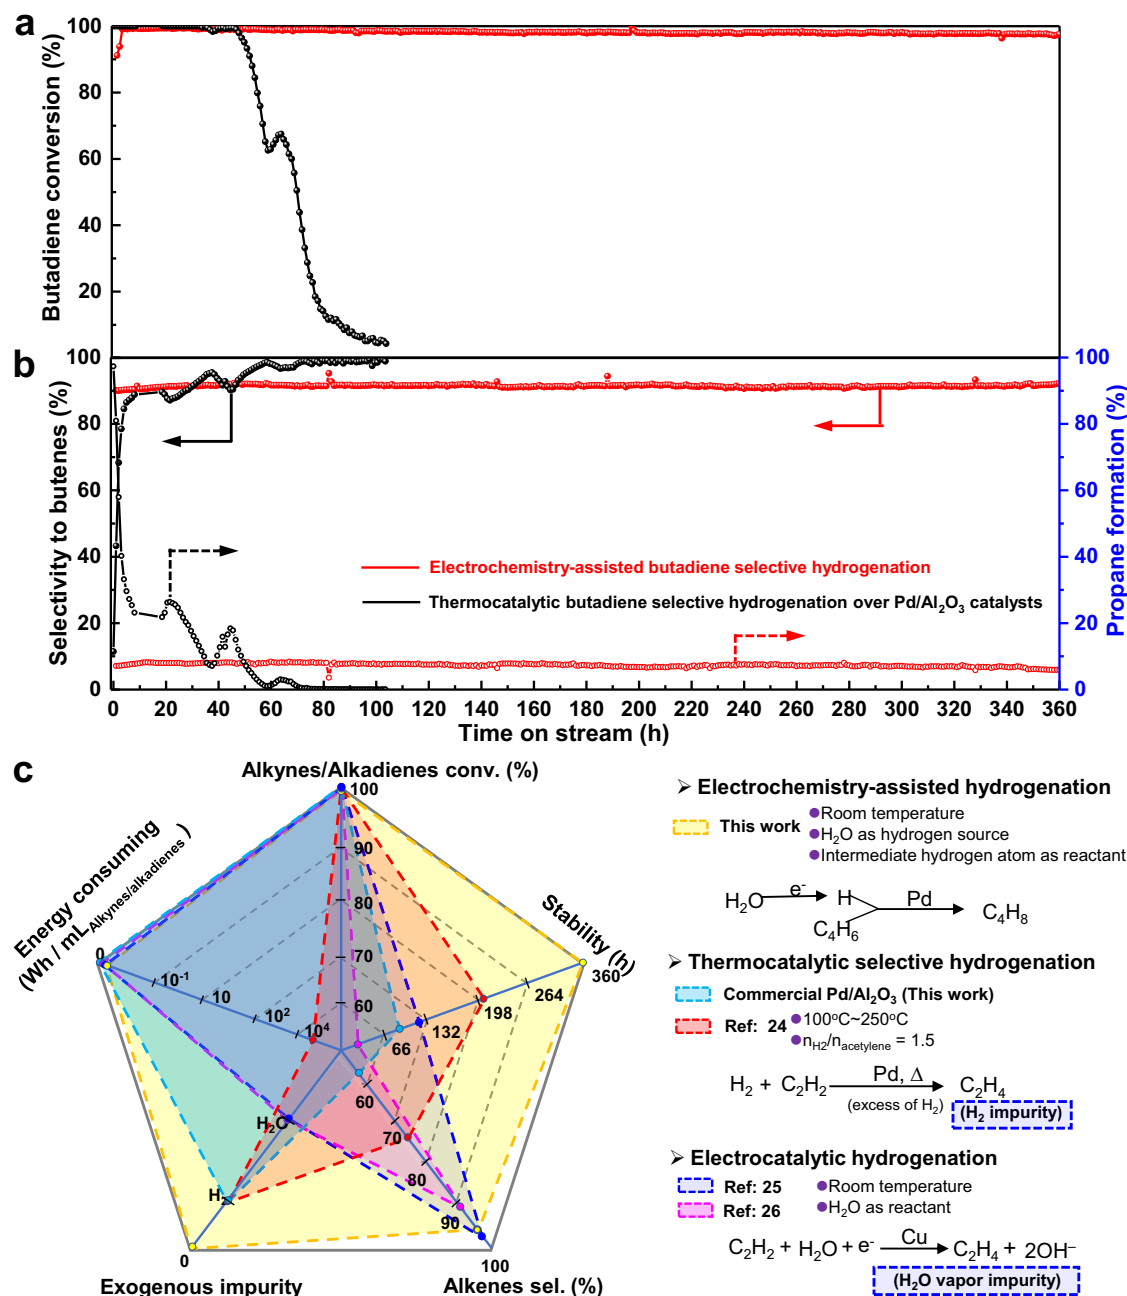 a
Butadiene conversion (%)
100
80
60
40
20
b
Selectivity to butenes (%)
100
80
60
40
20
0
Propane formation (%)
100
80
60
40
20
0
Electrochemistry-assisted butadiene selective hydrogenation
Thermocatalytic butadiene selective hydrogenation over Pd/Al₂O₃ catalysts
0 20 40 60 80 100 120 140 160 180 200 220 240 260 280 300 320 340 360
Time on stream (h)
c
Alkynes/Alkadienes conv. (%)
100
90
80
70
60
Energy consuming
(Wh / mL Alkynes/alkadienes)
0
10⁻¹
10
10²
10⁴
Stability (h)
360
264
198
132
66
60
70
80
90
100
H₂O
H₂
0
Exogenous impurity
Alkenes sel. (%)
➢ Electrochemistry-assisted hydrogenation
This work
●Room temperature
●H₂O as hydrogen source
●Intermediate hydrogen atom as reactant
H₂O e⁻ H
C₄H₆ Pd C₄H₈
➢ Thermocatalytic selective hydrogenation
Commercial Pd/Al₂O₃ (This work)
Ref: 24
●100°C~250°C
●n_H2/n_acetylene = 1.5
H₂ + C₂H₂ Pd, Δ C₂H₄
(excess of H₂)
(H₂ impurity)
➢ Electrocatalytic hydrogenation
Ref: 25 ●Room temperature
Ref: 26 ●H₂O as reactant
C₂H₂ + H₂O + e⁻ Cu C₂H₄ + 2OH⁻
(H₂O vapor impurity)